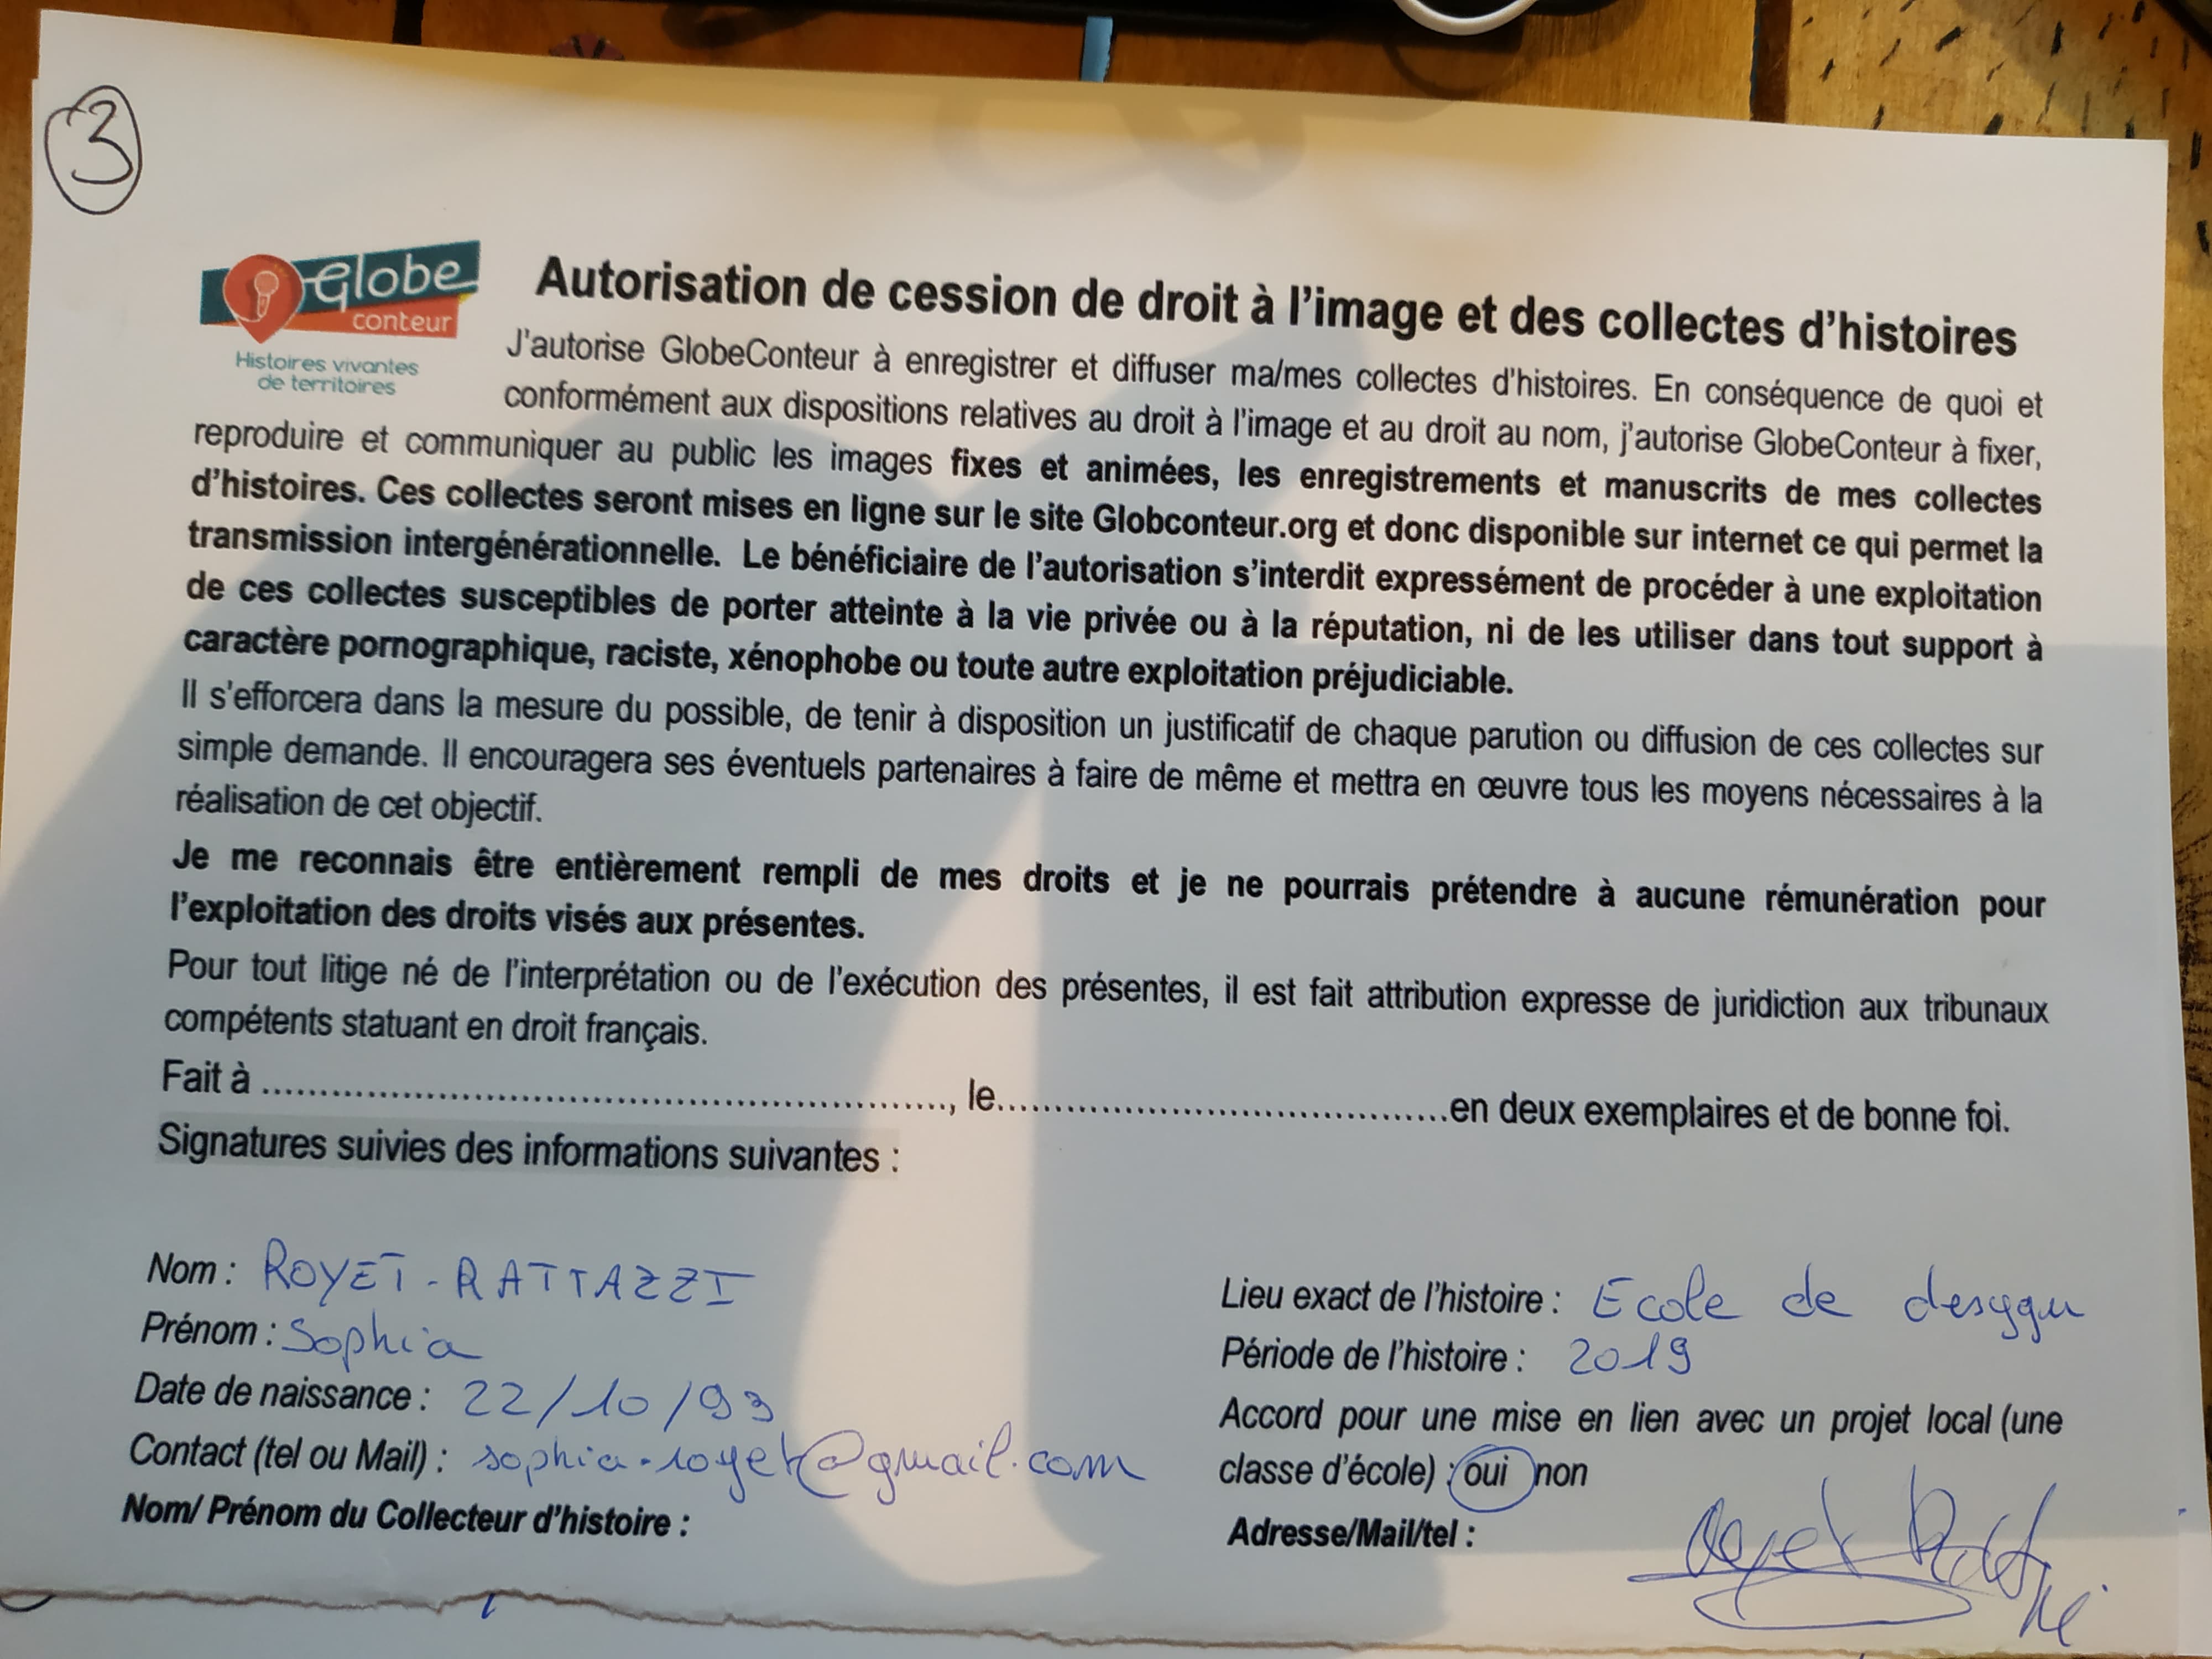 3
Globe
conteur
Histoires vivantes
de territoires
Autorisation de cession de droit à l'image et des collectes d'histoires
J'autorise GlobeConteur à enregistrer et diffuser ma/mes collectes d'histoires. En conséquence de quoi et
conformément aux dispositions relatives au droit à l'image et au droit au nom, j'autorise GlobeConteur à fixer,
reproduire et communiquer au public les images fixes et animées, les enregistrements et manuscrits de mes collectes
d'histoires. Ces collectes seront mises en ligne sur le site Globconteur.org et donc disponible sur internet ce qui permet la
transmission intergénérationnelle. Le bénéficiaire de l'autorisation s'interdit expressément de procéder à une exploitation
de ces collectes susceptibles de porter atteinte à la vie privée ou à la réputation, ni de les utiliser dans tout support à
caractère pornographique, raciste, xénophobe ou toute autre exploitation préjudiciable.
Il s'efforcera dans la mesure du possible, de tenir à disposition un justificatif de chaque parution ou diffusion de ces collectes sur
simple demande. Il encouragera ses éventuels partenaires à faire de même et mettra en œuvre tous les moyens nécessaires à la
réalisation de cet objectif.
Je me reconnais être entièrement rempli de mes droits et je ne pourrais prétendre à aucune rémunération pour
l'exploitation des droits visés aux présentes.
Pour tout litige né de l'interprétation ou de l'exécution des présentes, il est fait attribution expresse de juridiction aux tribunaux
compétents statuant en droit français.
Fait à ............................................................, le........................................en deux exemplaires et de bonne foi.
Signatures suivies des informations suivantes :
Nom : ROYET-RATTAZZI
Prénom : Sophia
Date de naissance : 22/10/93
Contact (tel ou Mail) : sophia.royet@gmail.com
Nom/ Prénom du Collecteur d'histoire :
Lieu exact de l'histoire : Ecole de
Période de l'histoire : 2019
Accord pour une mise en lien avec un projet local (une
classe d'école) : oui non
Adresse/Mail/tel :